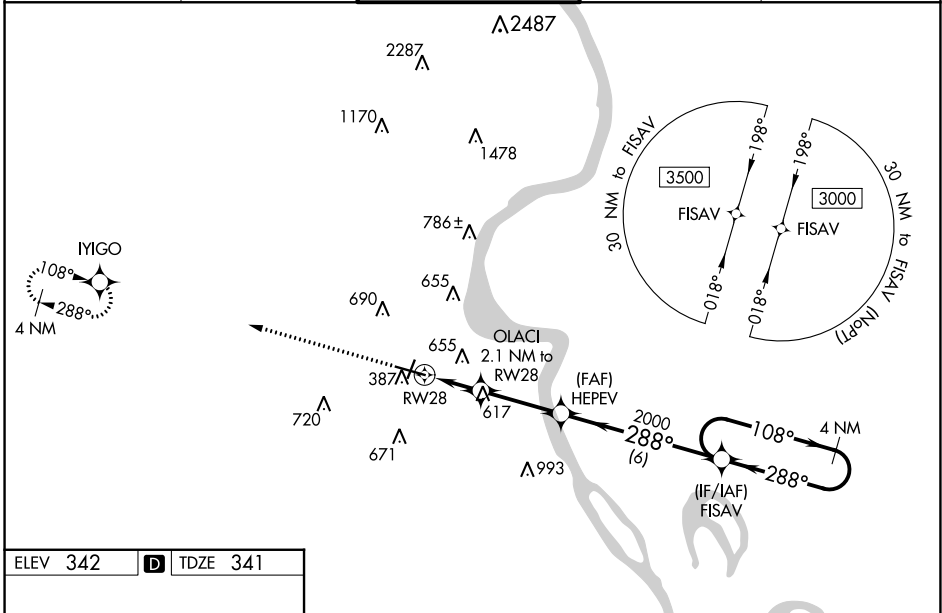 2487
2287
1170
1478
786±
655
690
655
387
720
671
617
993
IYIGO
108°
288°
4 NM
30 NM to FISAV
3500
FISAV
198°
018°
30 NM to FISAV (NoPT)
3000
FISAV
198°
018°
OLACI
2.1 NM to
RW28
RW28
(FAF)
HEPEV
2000
288°
(6)
108°
4 NM
288°
(IF/IAF)
FISAV
ELEV 342 D TDZE 341